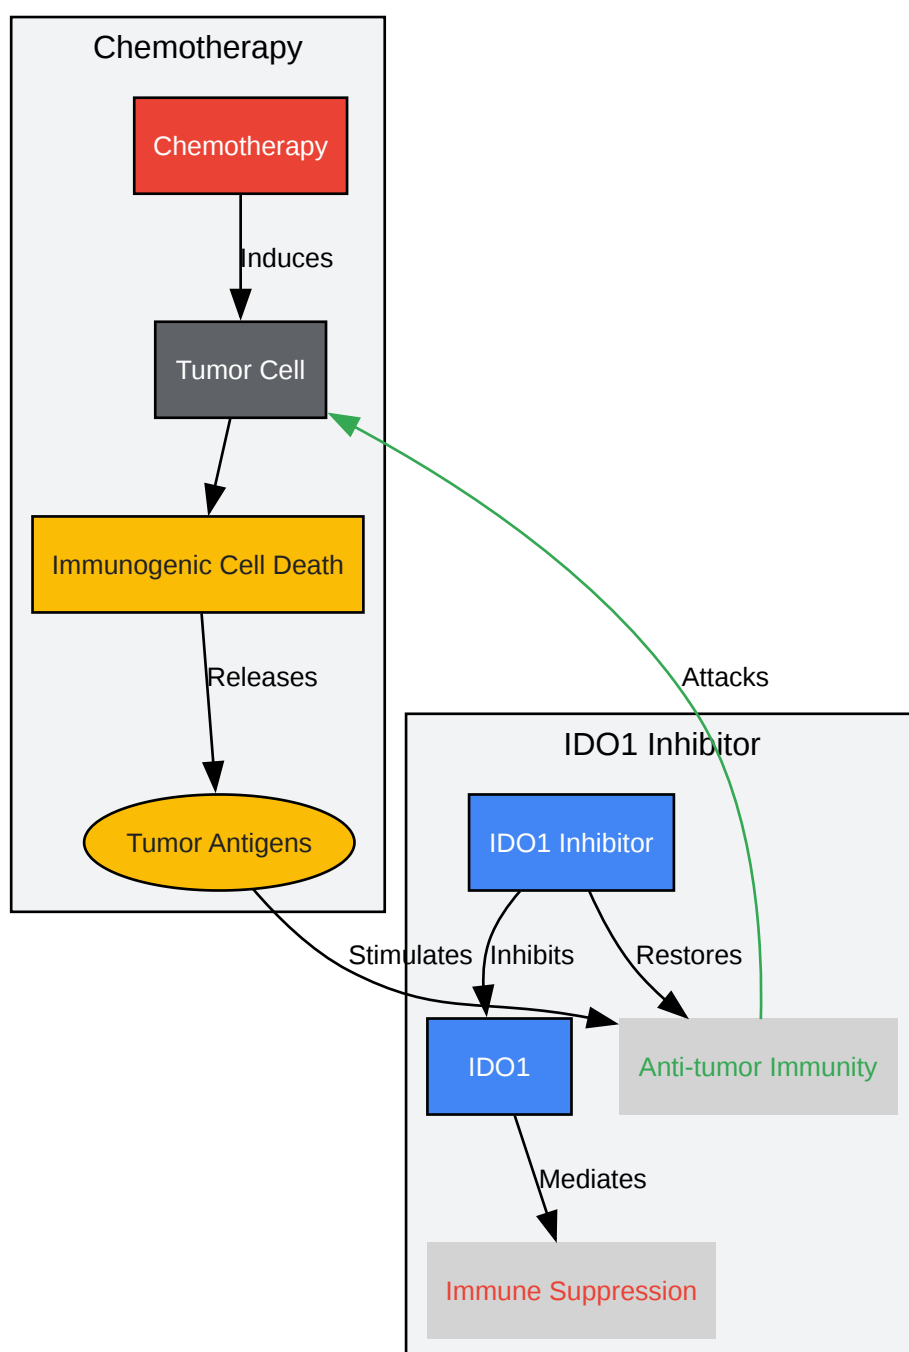 Chemotherapy
Chemotherapy
Induces
Tumor Cell
Immunogenic Cell Death
Releases
Attacks
IDO1 Inhibitor
Tumor Antigens
IDO1 Inhibitor
Stimulates
Inhibits
Restores
IDO1
Anti-tumor Immunity
Mediates
Immune Suppression